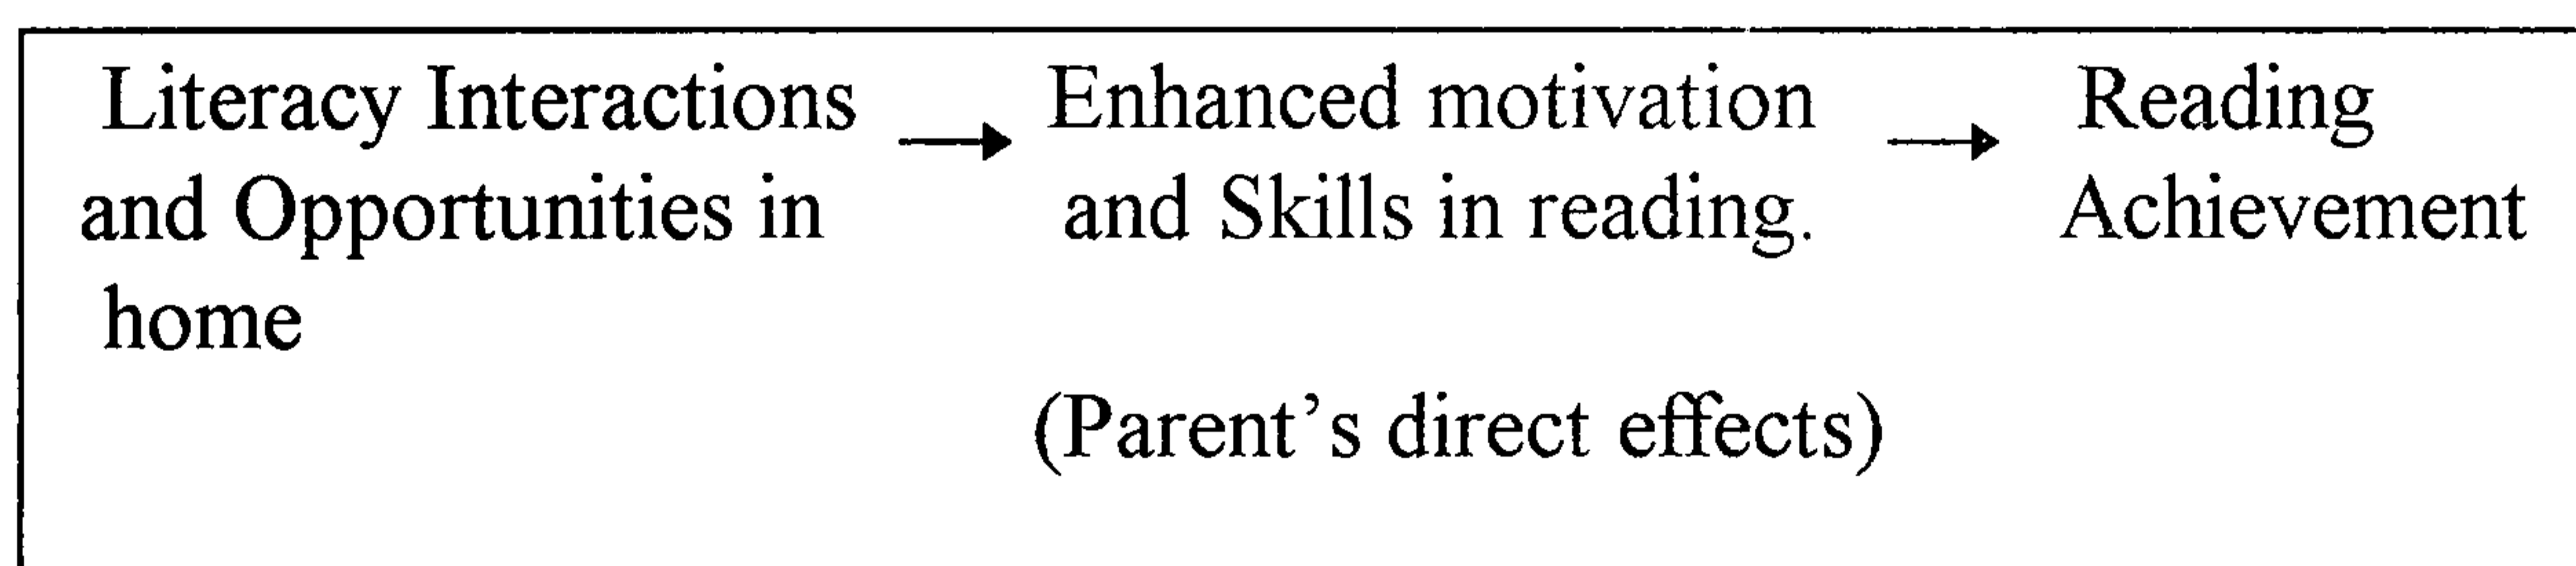 Literacy Interactions
and Opportunities in
home
Enhanced motivation
and Skills in reading.
(Parent's direct effects)
Reading
Achievement